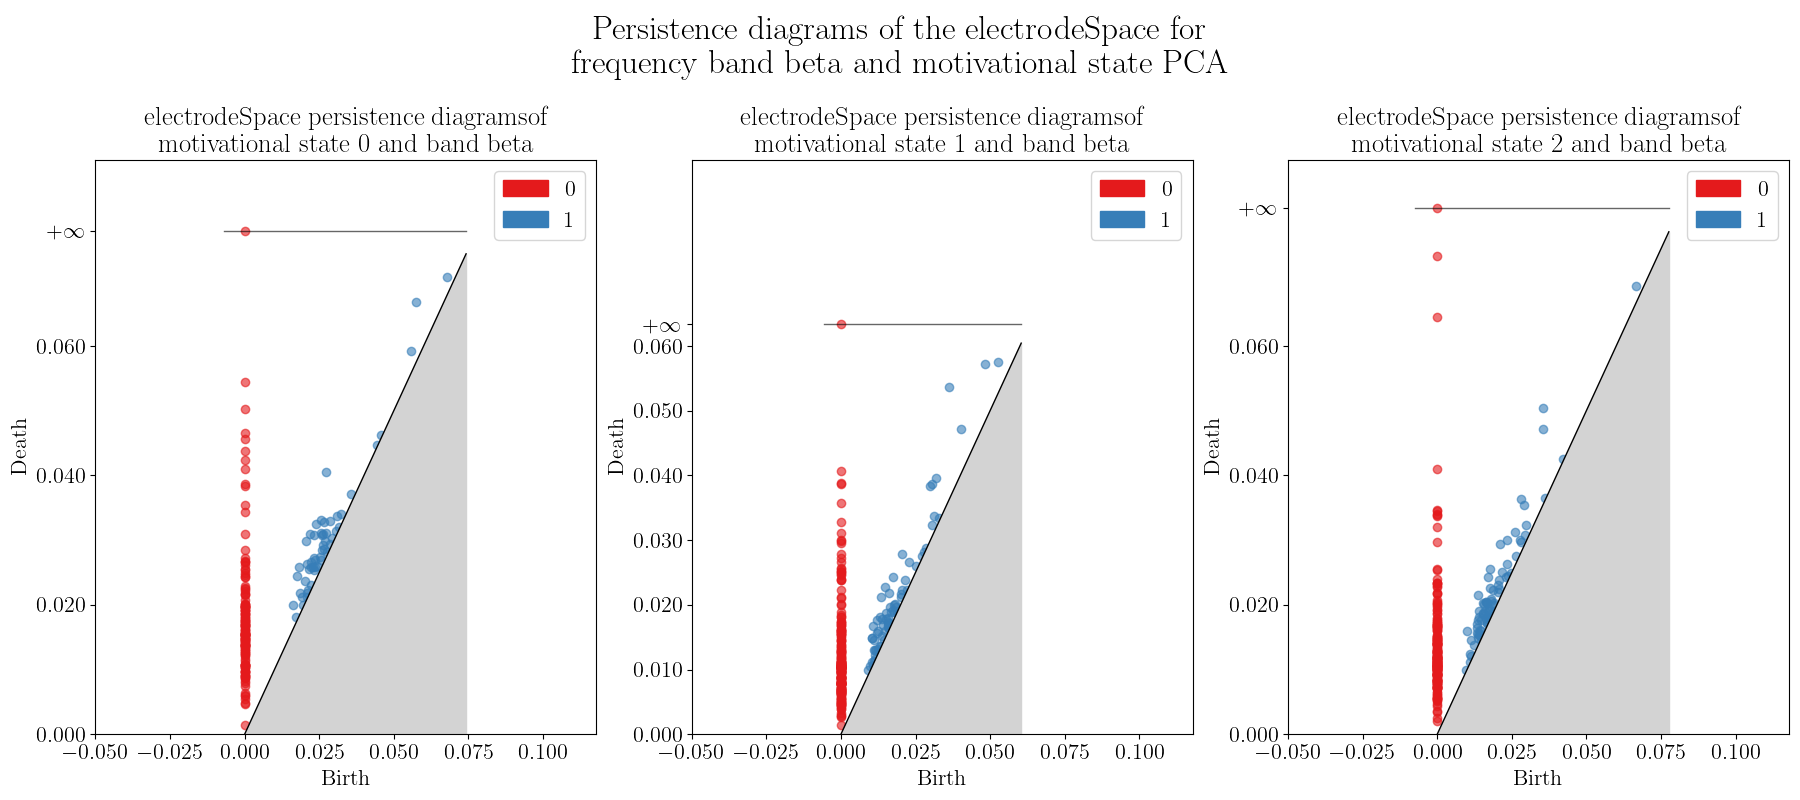 Persistence diagrams of the electrodeSpace for
frequency band beta and motivational state PCA
electrodeSpace persistence diagramsof
motivational state 0 and band beta
0
1
+∞
0.060
0.040
0.020
0.000
Death
−0.050 −0.025 0.000 0.025 0.050 0.075 0.100
Birth
electrodeSpace persistence diagramsof
motivational state 1 and band beta
0
1
+∞
0.060
0.050
0.040
0.030
0.020
0.010
0.000
Death
−0.050 −0.025 0.000 0.025 0.050 0.075 0.100
Birth
electrodeSpace persistence diagramsof
motivational state 2 and band beta
0
1
+∞
0.060
0.040
0.020
0.000
Death
−0.050 −0.025 0.000 0.025 0.050 0.075 0.100
Birth